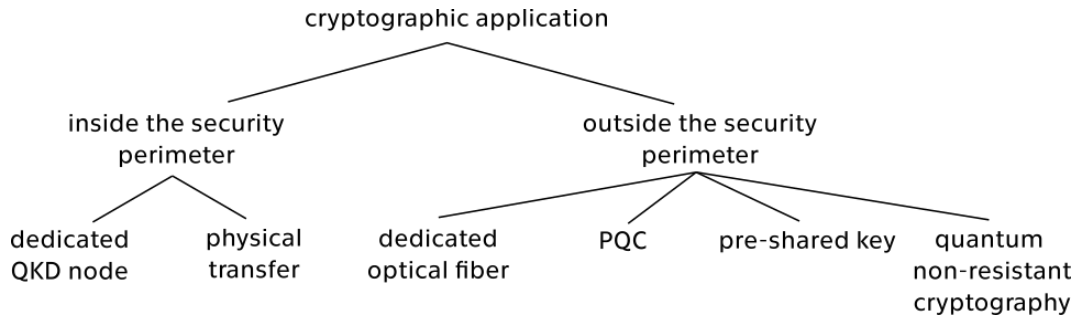 cryptographic application
inside the security
perimeter
outside the security
perimeter
dedicated
QKD node
physical
transfer
dedicated
optical fiber
PQC
pre-shared key
quantum
non-resistant
cryptography